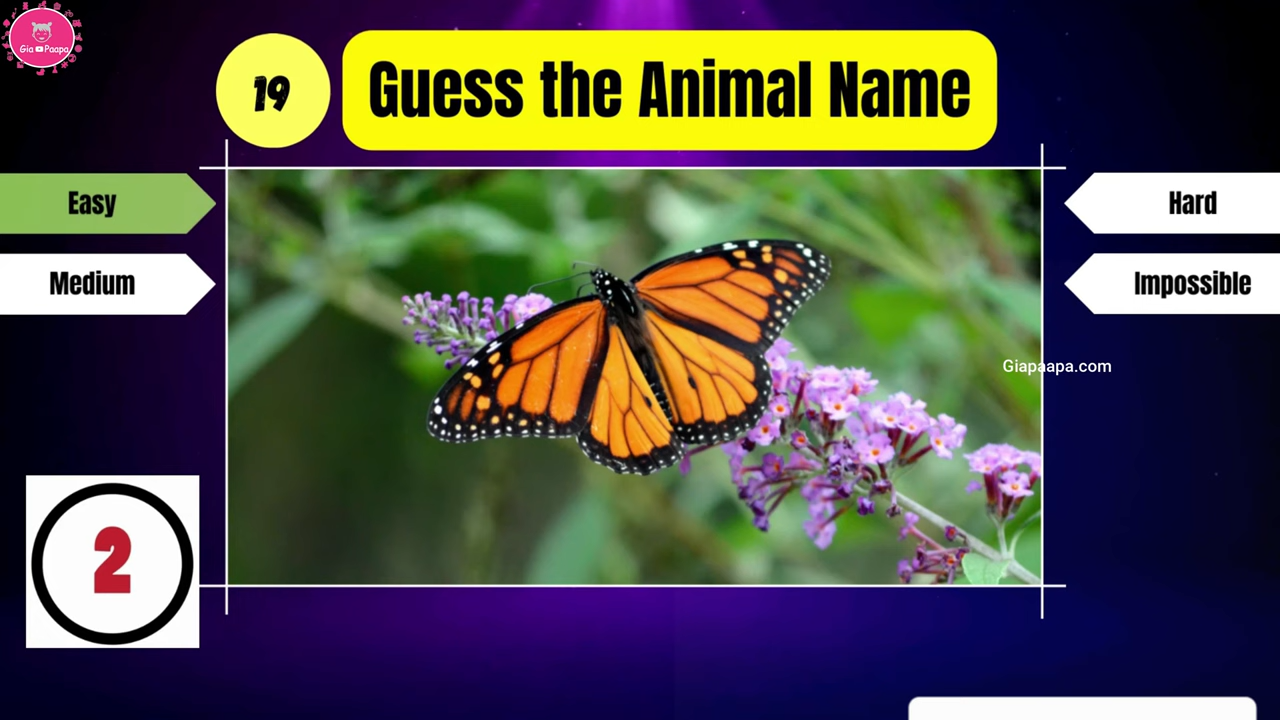 Gia Paapa
19
Guess the Animal Name
Easy
Hard
Medium
Impossible
Giapaapa.com
2